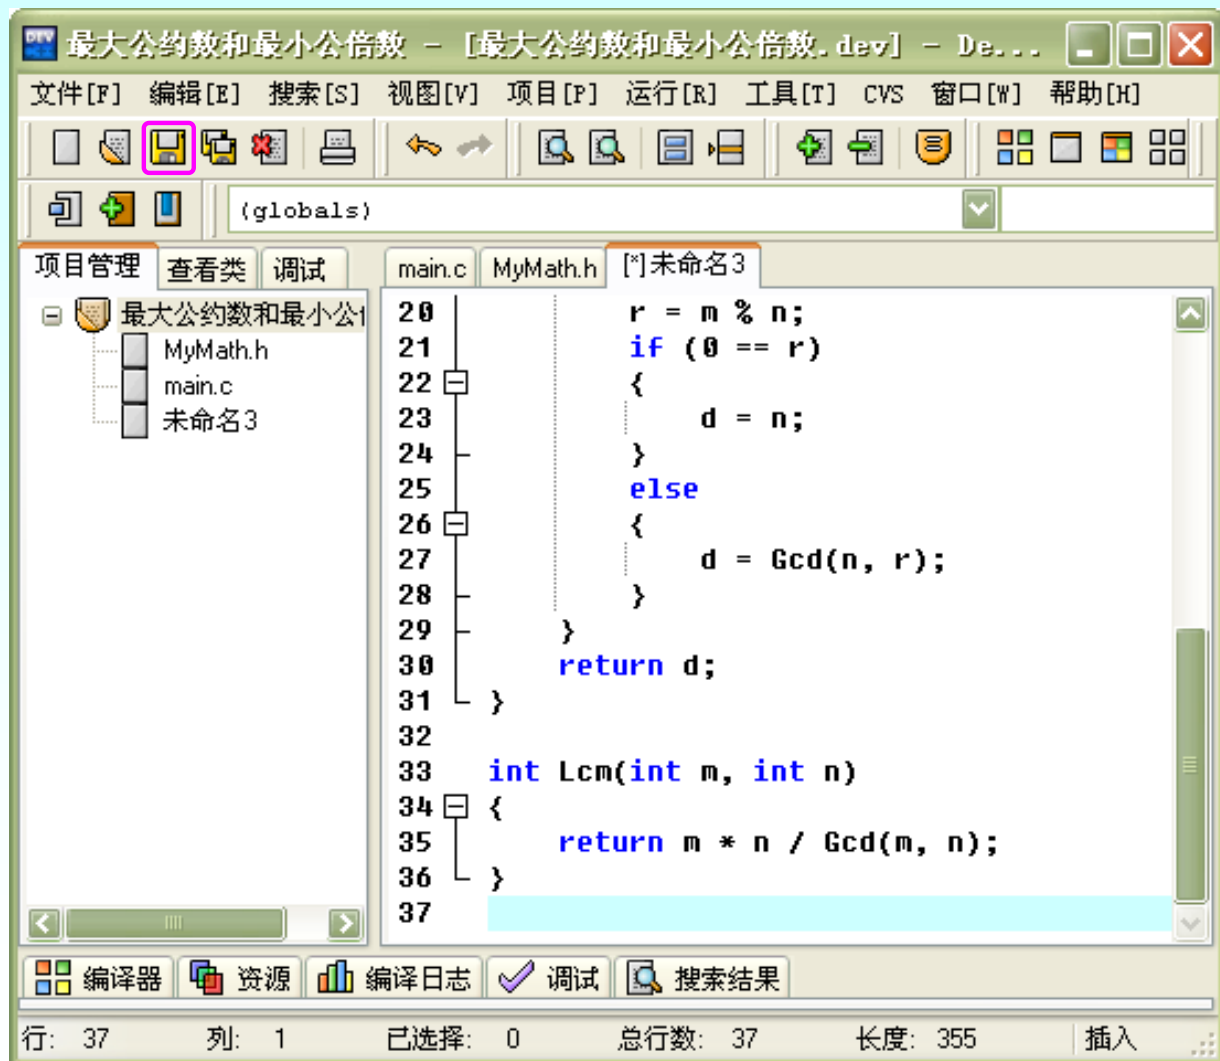 最大公约数和最小公倍数 - [最大公约数和最小公倍数.dev] - De...
文件[F] 编辑[E] 搜索[S] 视图[V] 项目[P] 运行[R] 工具[T] CVS 窗口[W] 帮助[H]
(globals)
项目管理 查看类 调试
main.c MyMath.h [*]未命名3
最大公约数和最小公
MyMath.h
main.c
未命名3
20 r = m % n;
21 if (0 == r)
22 {
23 d = n;
24 }
25 else
26 {
27 d = Gcd(n, r);
28 }
29 }
30 return d;
31 }
32
33 int Lcm(int m, int n)
34 {
35 return m * n / Gcd(m, n);
36 }
37
编译器 资源 编译日志 调试 搜索结果
行: 37 列: 1 已选择: 0 总行数: 37 长度: 355 插入